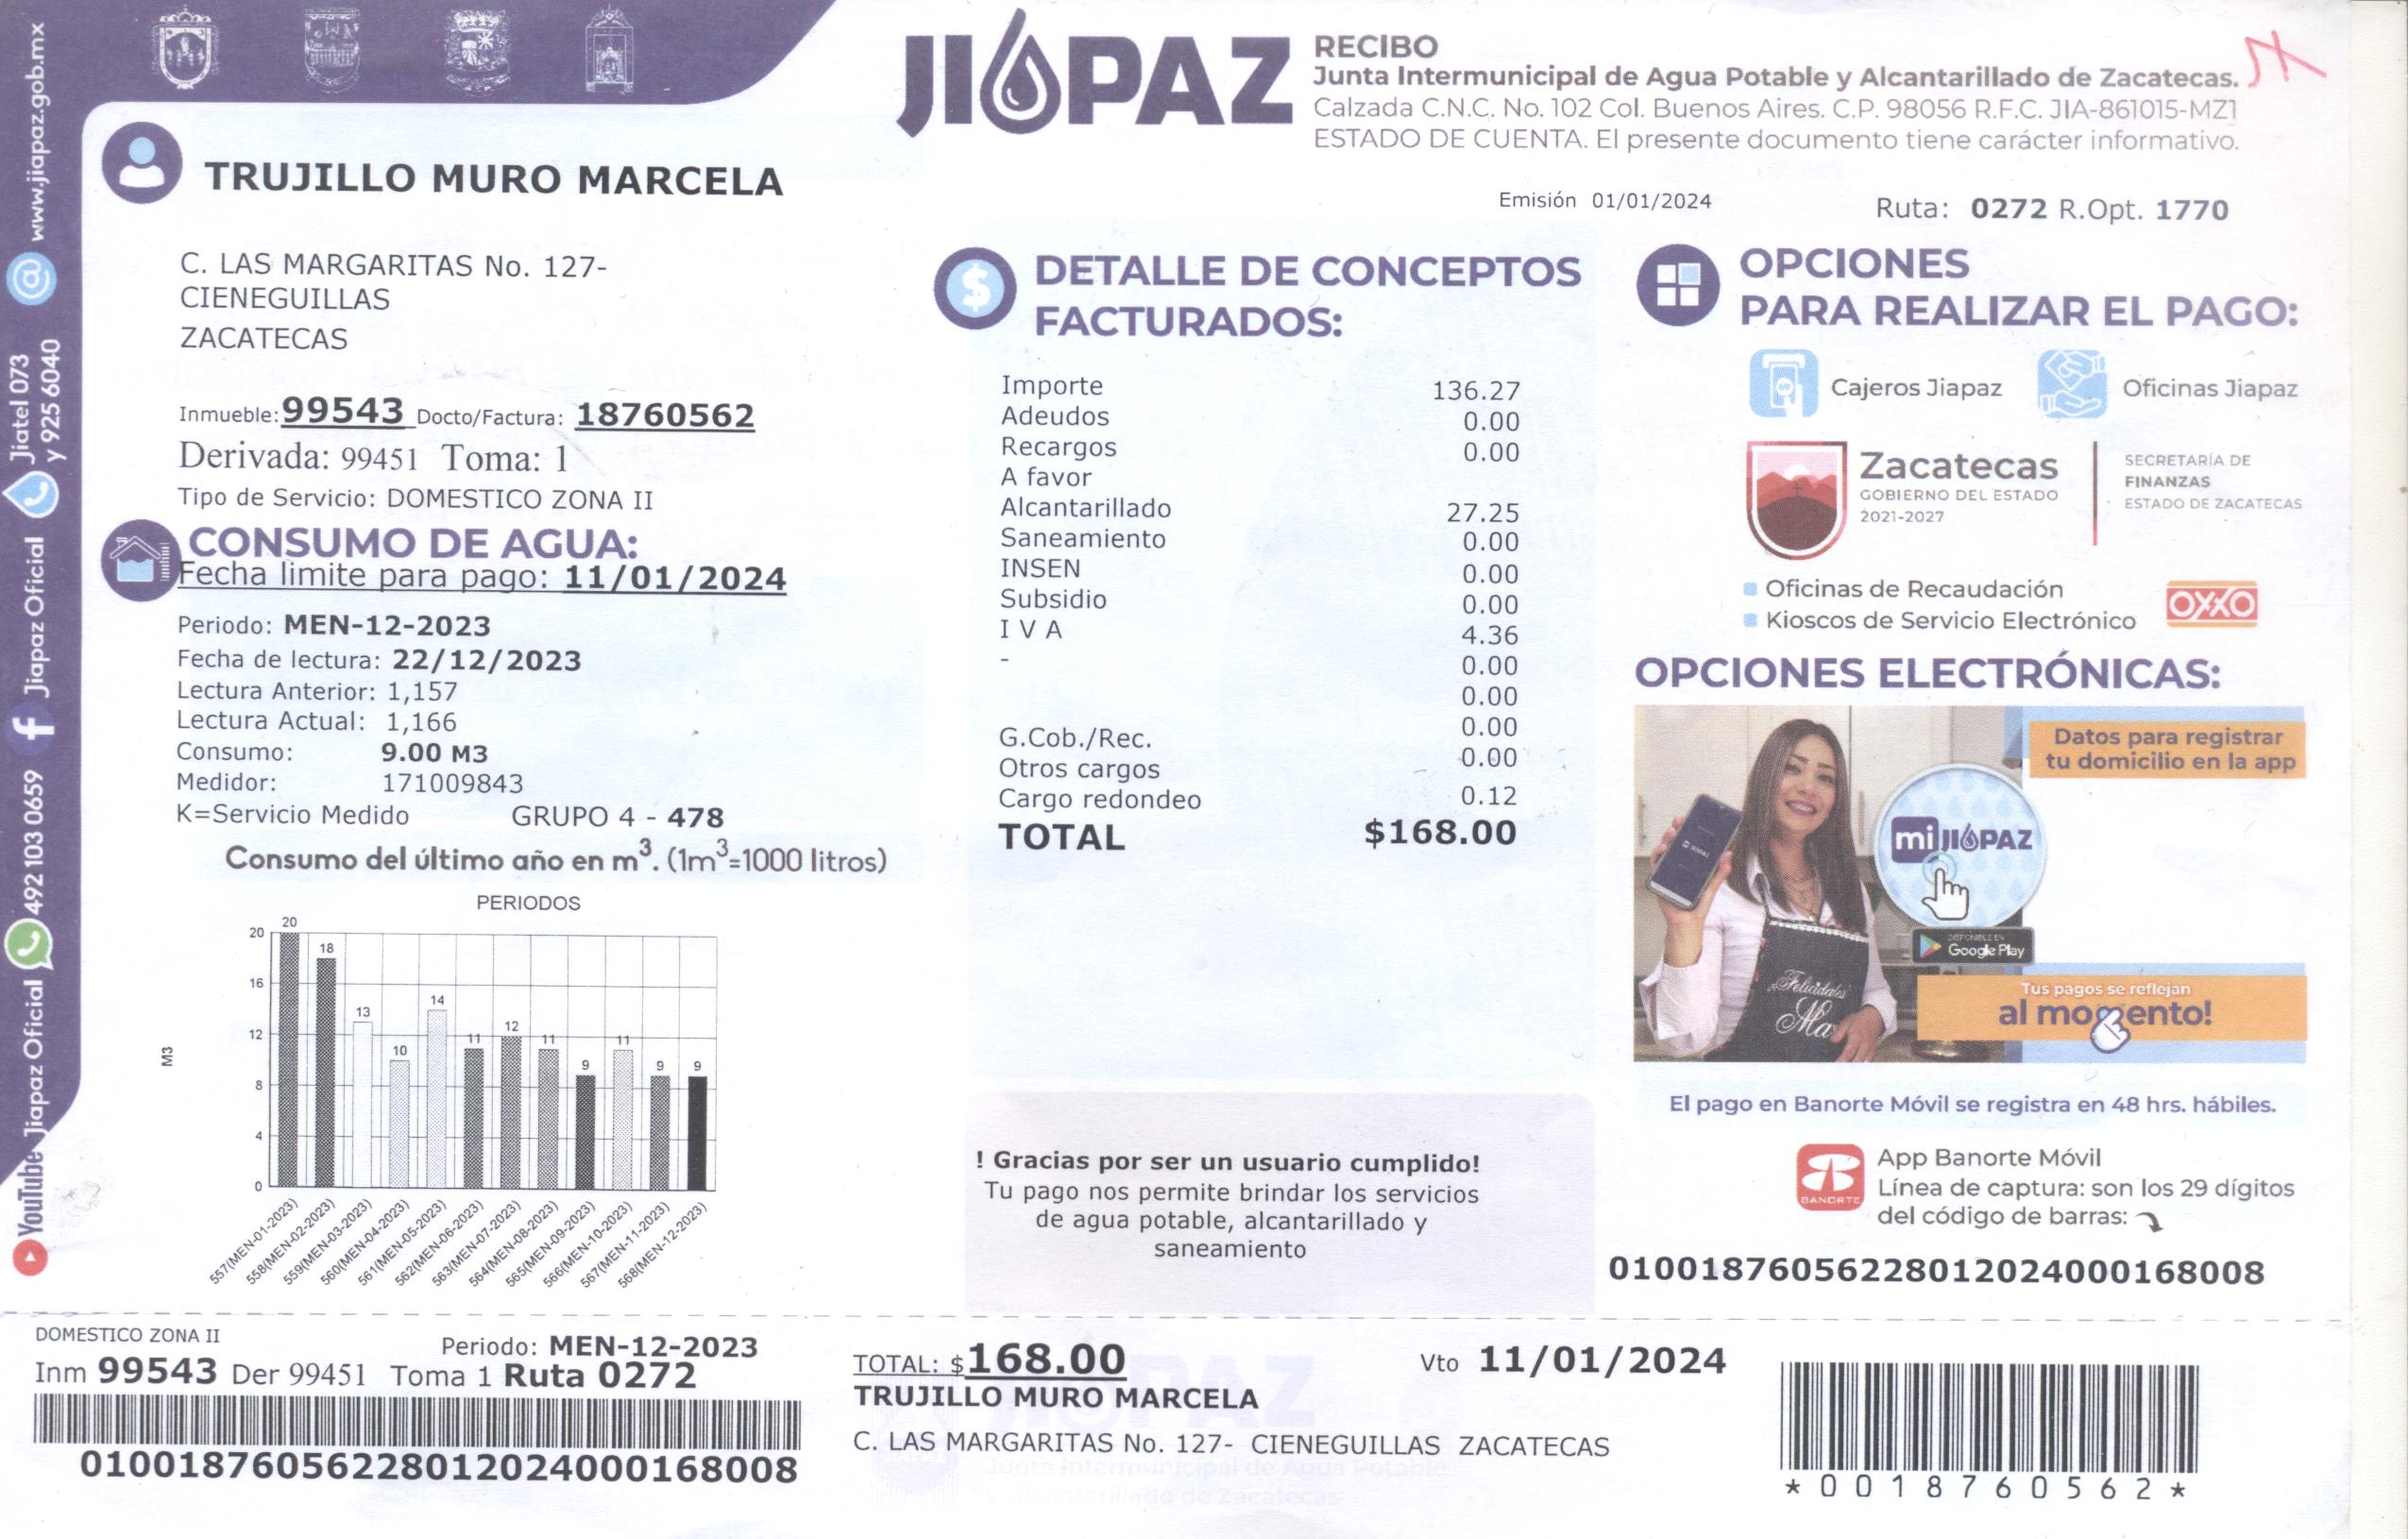 JIAPAZ
RECIBO
Junta Intermunicipal de Agua Potable y Alcantarillado de Zacatecas.
Calzada C.N.C. No. 102 Col. Buenos Aires. C.P. 98056 R.F.C. JIA-861015-MZ1
ESTADO DE CUENTA. El presente documento tiene carácter informativo.
Emisión 01/01/2024
Ruta: 0272 R.Opt. 1770
TRUJILLO MURO MARCELA
C. LAS MARGARITAS No. 127-
CIENEGUILLAS
ZACATECAS
Inmueble: 99543 Docto/Factura: 18760562
Derivada: 99451 Toma: 1
Tipo de Servicio: DOMESTICO ZONA II
CONSUMO DE AGUA:
Fecha limite para pago: 11/01/2024
Periodo: MEN-12-2023
Fecha de lectura: 22/12/2023
Lectura Anterior: 1,157
Lectura Actual: 1,166
Consumo: 9.00 M3
Medidor: 171009843
K=Servicio Medido GRUPO 4 - 478
Consumo del último año en m³. (1m³=1000 litros)
PERIODOS
M3
20
16
12
8
4
0
20 18 13 10 14 11 12 11 9 11 9 9
557(MEN-01-2023)
558(MEN-02-2023)
559(MEN-03-2023)
560(MEN-04-2023)
561(MEN-05-2023)
562(MEN-06-2023)
563(MEN-07-2023)
564(MEN-08-2023)
565(MEN-09-2023)
566(MEN-10-2023)
567(MEN-11-2023)
568(MEN-12-2023)
DETALLE DE CONCEPTOS
FACTURADOS:
Importe 136.27
Adeudos 0.00
Recargos 0.00
A favor
Alcantarillado 27.25
Saneamiento 0.00
INSEN 0.00
Subsidio 0.00
I V A 4.36
- 0.00
0.00
G.Cob./Rec. 0.00
Otros cargos 0.00
Cargo redondeo 0.12
TOTAL $168.00
! Gracias por ser un usuario cumplido!
Tu pago nos permite brindar los servicios
de agua potable, alcantarillado y
saneamiento
OPCIONES
PARA REALIZAR EL PAGO:
Cajeros Jiapaz
Oficinas Jiapaz
Zacatecas
GOBIERNO DEL ESTADO
2021-2027
SECRETARÍA DE
FINANZAS
ESTADO DE ZACATECAS
Oficinas de Recaudación
Kioscos de Servicio Electrónico
OXXO
OPCIONES ELECTRÓNICAS:
Datos para registrar
tu domicilio en la app
mi JIAPAZ
DISPONIBLE EN
Google Play
¡Felicidades
Ma
Tus pagos se reflejan
al momento!
El pago en Banorte Móvil se registra en 48 hrs. hábiles.
BANORTE
App Banorte Móvil
Línea de captura: son los 29 dígitos
del código de barras:
01001876056228012024000168008
www.jiapaz.gob.mx
Jiatel 073
y 925 6040
Jiapaz Oficial
492 103 0659
YouTube Jiapaz Oficial
DOMESTICO ZONA II
Periodo: MEN-12-2023
Inm 99543 Der 99451 Toma 1 Ruta 0272
01001876056228012024000168008
TOTAL: $168.00
Vto 11/01/2024
TRUJILLO MURO MARCELA
C. LAS MARGARITAS No. 127- CIENEGUILLAS ZACATECAS
*0018760562*